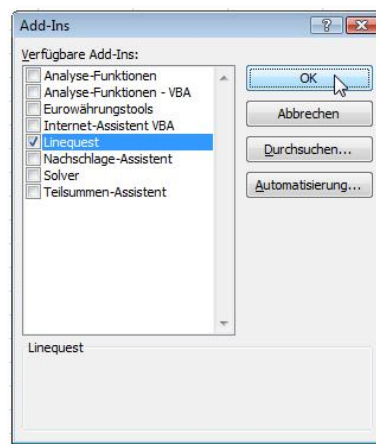 Add-Ins
Verfügbare Add-Ins:
Analyse-Funktionen
Analyse-Funktionen - VBA
Eurowährungstools
Internet-Assistent VBA
Linequest
Nachschlage-Assistent
Solver
Teilsummen-Assistent
OK
Abbrechen
Durchsuchen...
Automatisierung...
Linequest